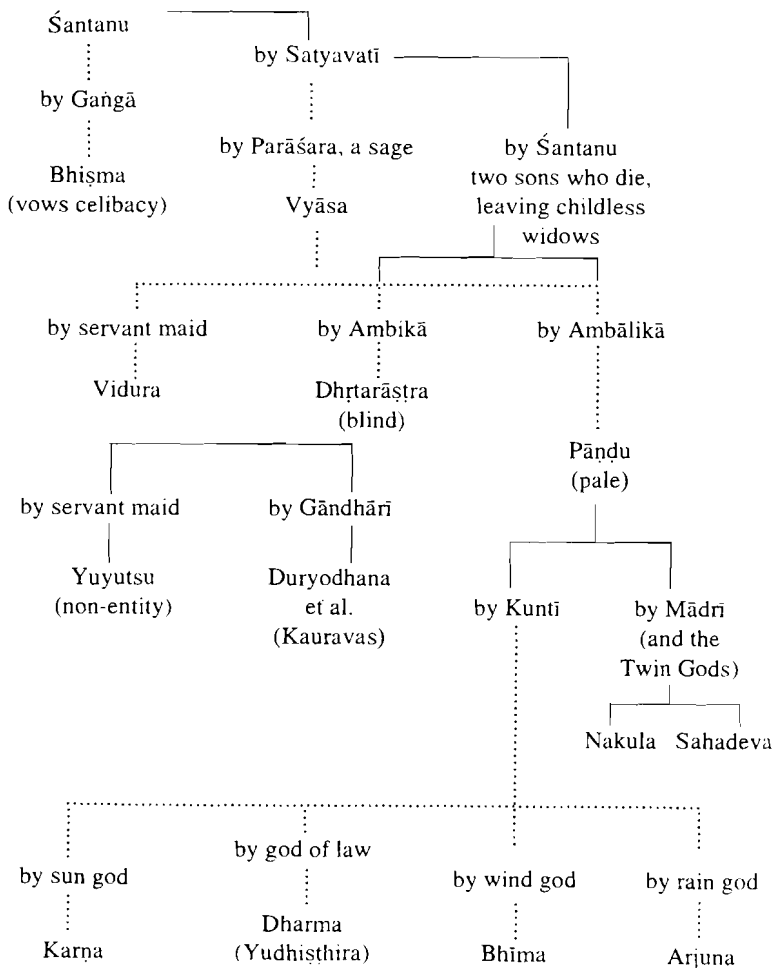 Śantanu
by Satyavatī
by Gaṅgā
by Parāśara, a sage
by Śantanu
two sons who die,
leaving childless
widows
Bhiṣma
(vows celibacy)
Vyāsa
by servant maid
by Ambikā
by Ambālikā
Vidura
Dhṛtarāṣṭra
(blind)
Pāṇḍu
(pale)
by servant maid
by Gāndhārī
Yuyutsu
(non-entity)
Duryodhana
et al.
(Kauravas)
by Kuntī
by Mādrī
(and the
Twin Gods)
Nakula Sahadeva
by sun god
by god of law
by wind god
by rain god
Karṇa
Dharma
(Yudhiṣṭhira)
Bhīma
Arjuna